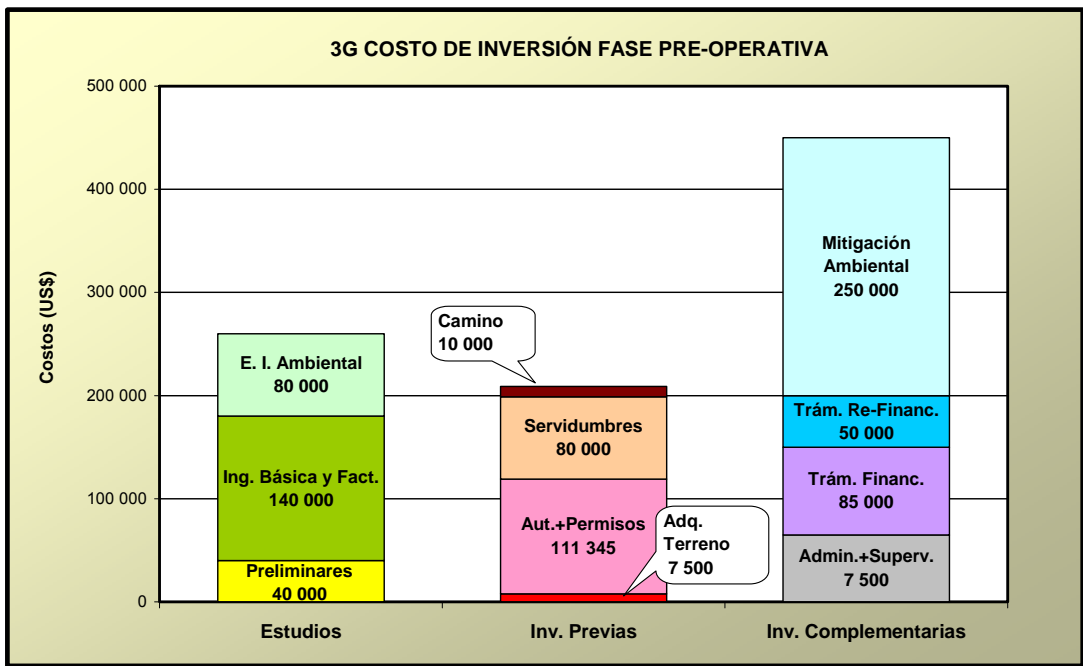 3G COSTO DE INVERSIÓN FASE PRE-OPERATIVA
Costos (US$)
500 000
400 000
300 000
200 000
100 000
0
E. I. Ambiental
80 000
Ing. Básica y Fact.
140 000
Preliminares
40 000
Camino
10 000
Servidumbres
80 000
Aut.+Permisos
111 345
Adq.
Terreno
7 500
Mitigación
Ambiental
250 000
Trám. Re-Financ.
50 000
Trám. Financ.
85 000
Admin.+Superv.
7 500
Estudios
Inv. Previas
Inv. Complementarias